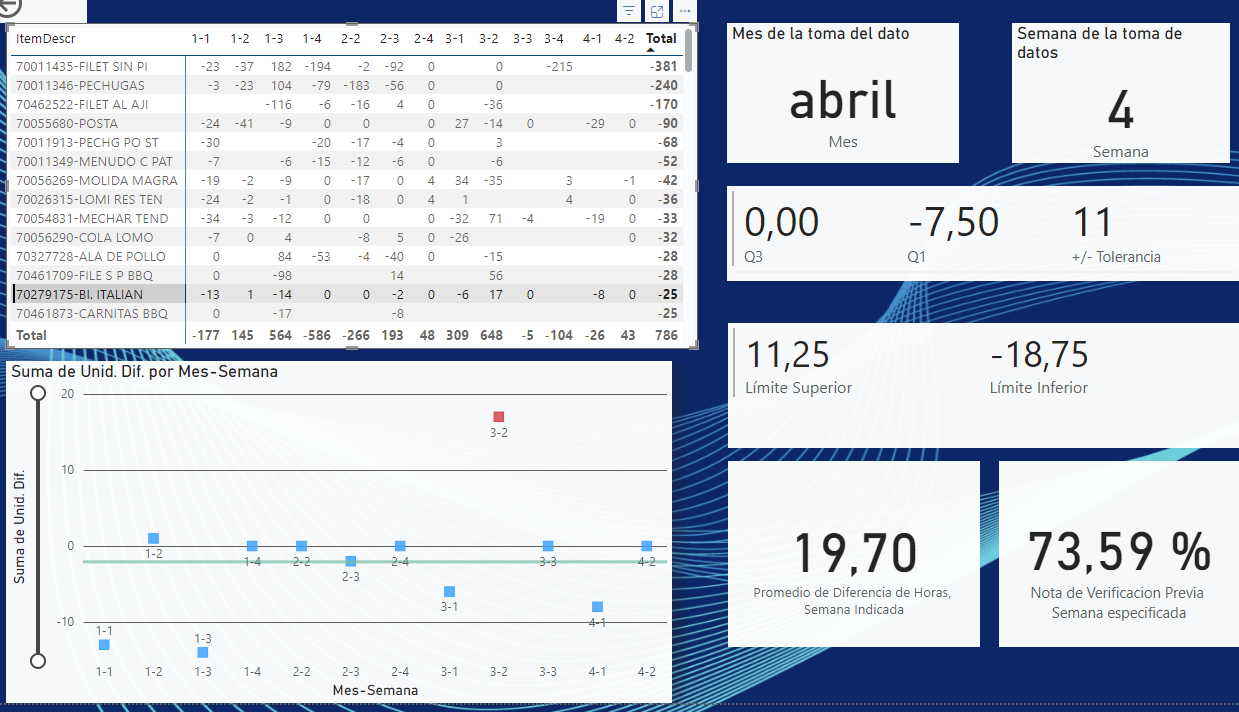 ItemDescr 1-1 1-2 1-3 1-4 2-2 2-3 2-4 3-1 3-2 3-3 3-4 4-1 4-2 Total
70011435-FILET SIN PI -23 -37 182 -194 -2 -92 0 0 -215 -381
70011346-PECHUGAS -3 -23 104 -79 -183 -56 0 0 -240
70462522-FILET AL AJI -116 -6 -16 4 0 -36 -170
70055680-POSTA -24 -41 -9 0 0 0 27 -14 0 -29 0 -90
70011913-PECHG PO ST -30 -20 -17 -4 0 3 -68
70011349-MENUDO C PAT -7 -6 -15 -12 -6 0 -6 -52
70056269-MOLIDA MAGRA -19 -2 -9 0 -17 0 4 34 -35 3 -1 -42
70026315-LOMI RES TEN -24 -2 -1 0 -18 0 4 1 4 0 -36
70054831-MECHAR TEND -34 -3 -12 0 0 0 -32 71 -4 -19 0 -33
70056290-COLA LOMO -7 0 4 -8 5 0 -26 0 -32
70327728-ALA DE POLLO 0 84 -53 -4 -40 0 -15 -28
70461709-FILE S P BBQ 0 -98 14 56 -28
70279175-BI. ITALIAN -13 1 -14 0 0 -2 0 -6 17 0 -8 0 -25
70461873-CARNITAS BBQ 0 -17 -8 -25
Total -177 145 564 -586 -266 193 48 309 648 -5 -104 -26 43 786
Mes de la toma del dato
abril
Mes
Semana de la toma de
datos
4
Semana
0,00 -7,50 11
Q3 Q1 +/- Tolerancia
11,25 -18,75
Límite Superior Límite Inferior
Suma de Unid. Dif. por Mes-Semana
Suma de Unid. Dif.
20
10
0
-10
3-2
1-2
1-4
2-2
2-3
2-4
3-3
4-2
3-1
4-1
1-1
1-3
1-1 1-2 1-3 1-4 2-2 2-3 2-4 3-1 3-2 3-3 4-1 4-2
Mes-Semana
19,70
Promedio de Diferencia de Horas,
Semana Indicada
73,59 %
Nota de Verificacion Previa
Semana especificada